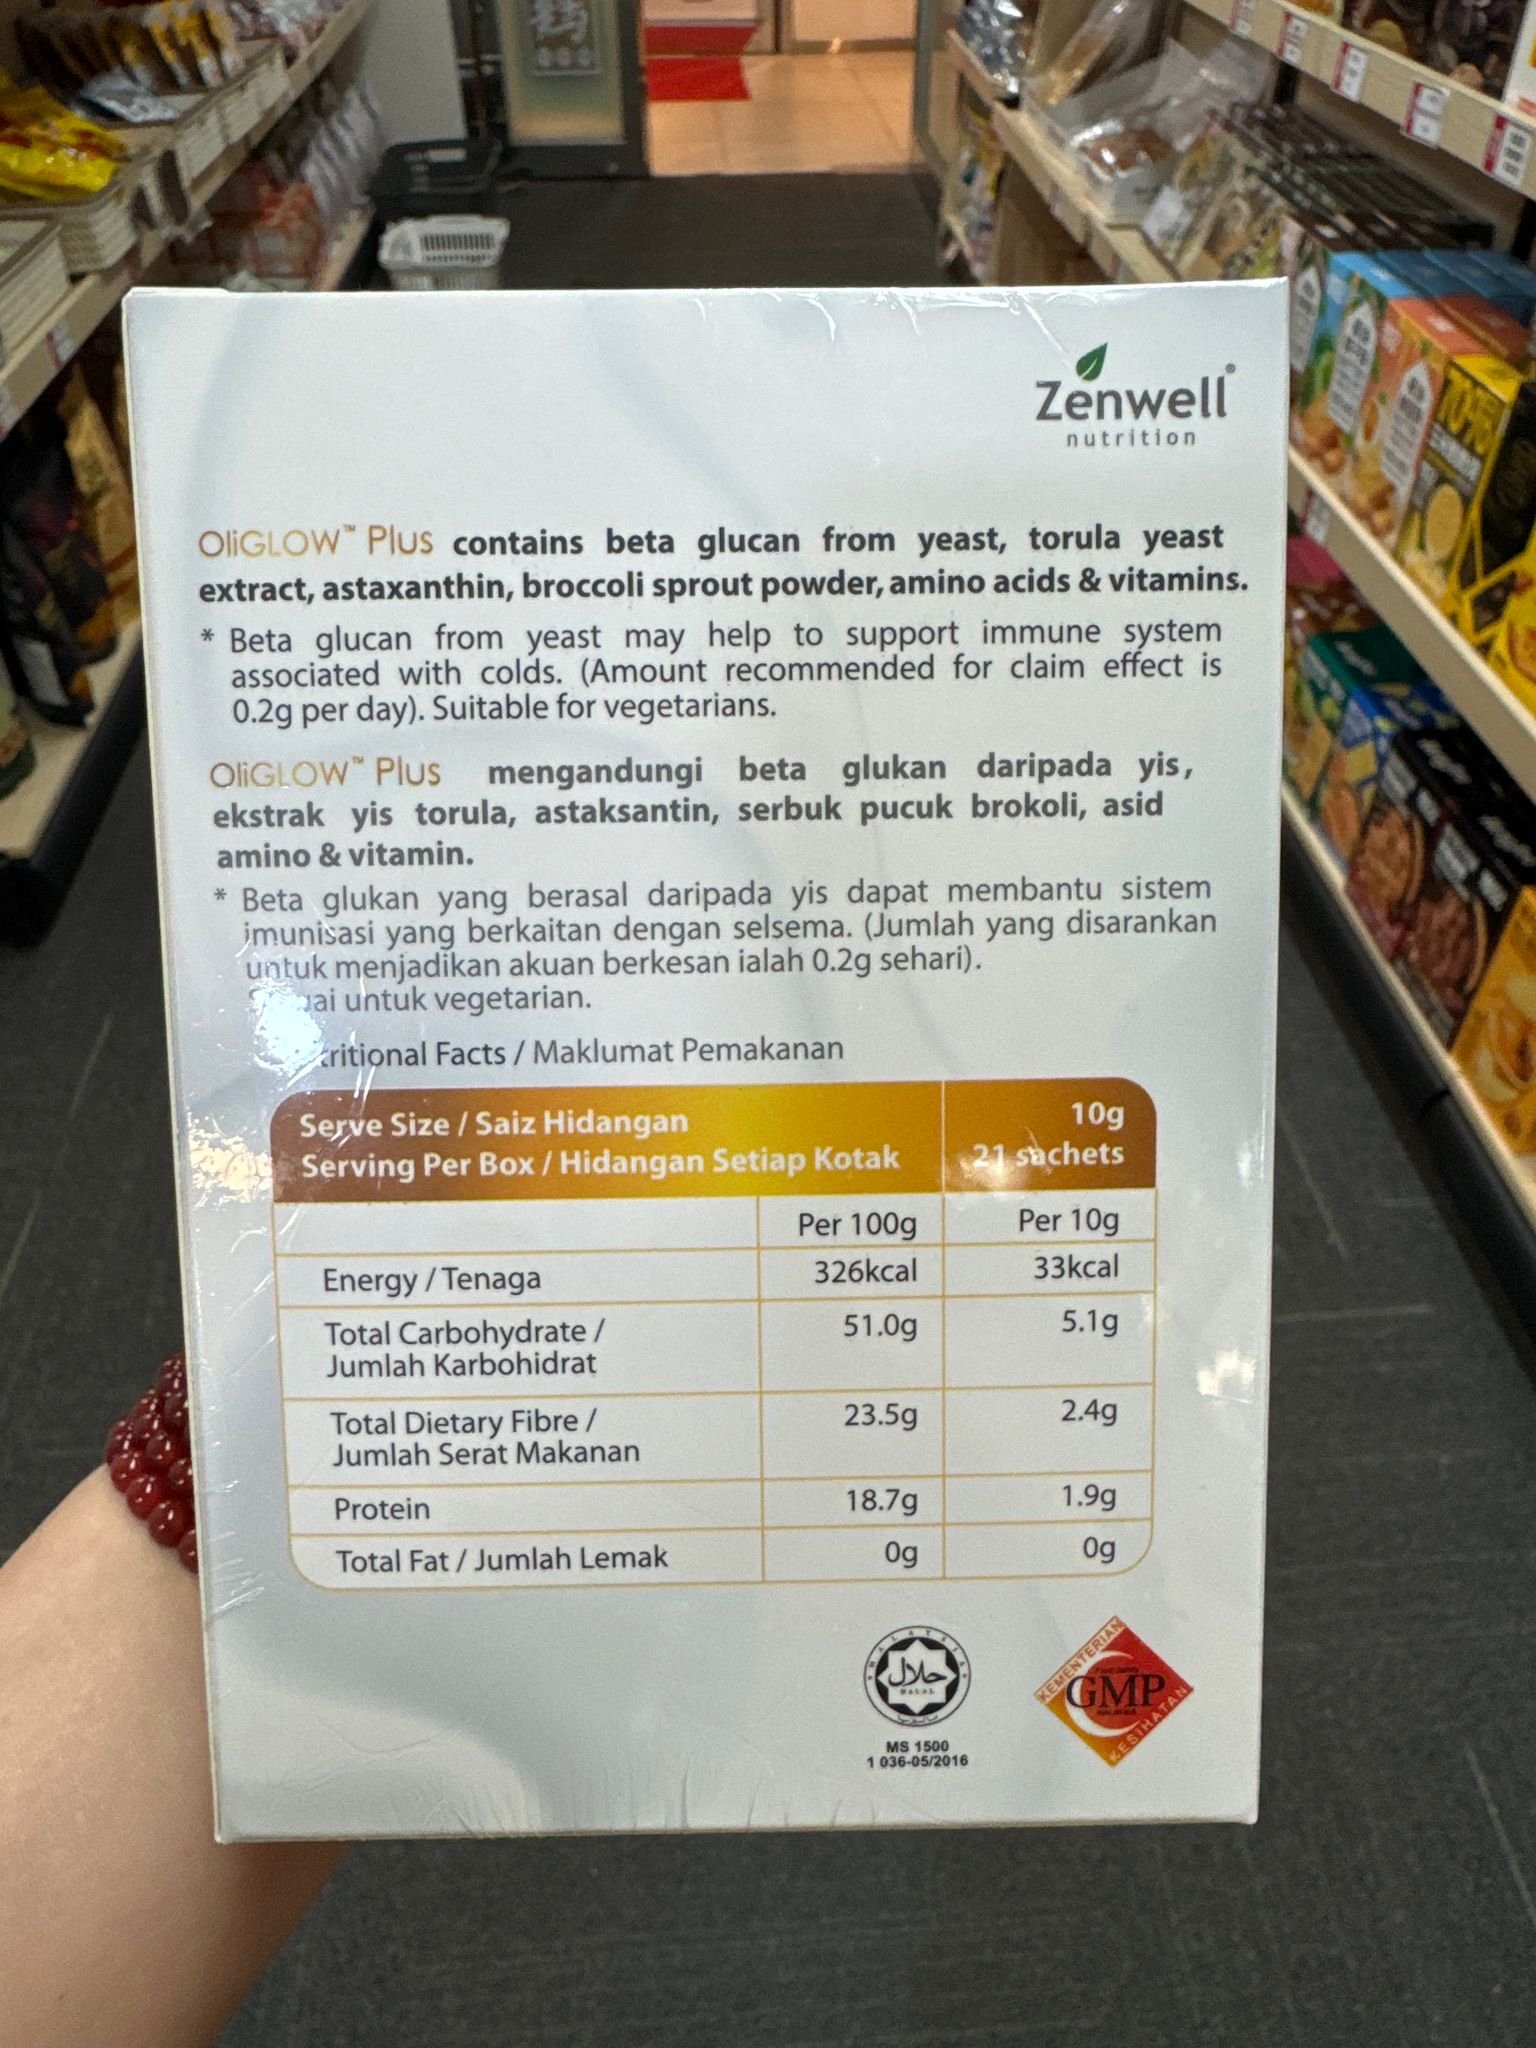 Zenwell®
nutrition
OliGLOW™ Plus contains beta glucan from yeast, torula yeast
extract, astaxanthin, broccoli sprout powder, amino acids & vitamins.
* Beta glucan from yeast may help to support immune system
associated with colds. (Amount recommended for claim effect is
0.2g per day). Suitable for vegetarians.
OliGLOW™ Plus mengandungi beta glukan daripada yis,
ekstrak yis torula, astaksantin, serbuk pucuk brokoli, asid
amino & vitamin.
* Beta glukan yang berasal daripada yis dapat membantu sistem
imunisasi yang berkaitan dengan selsema. (Jumlah yang disarankan
untuk menjadikan akuan berkesan ialah 0.2g sehari).
untuk vegetarian.
Facts / Maklumat Pemakanan
Serve Size / Saiz Hidangan 10g
Serving Per Box / Hidangan Setiap Kotak 21 sachets
Per 100g Per 10g
Energy / Tenaga 326kcal 33kcal
Total Carbohydrate / 51.0g 5.1g
Jumlah Karbohidrat
Total Dietary Fibre / 23.5g 2.4g
Jumlah Serat Makanan
Protein 18.7g 1.9g
Total Fat / Jumlah Lemak 0g 0g
MALAYSIA
حلال
HALAL
MS 1500
1 036-05/2016
KEMENTERIAN
GMP
KESIHATAN